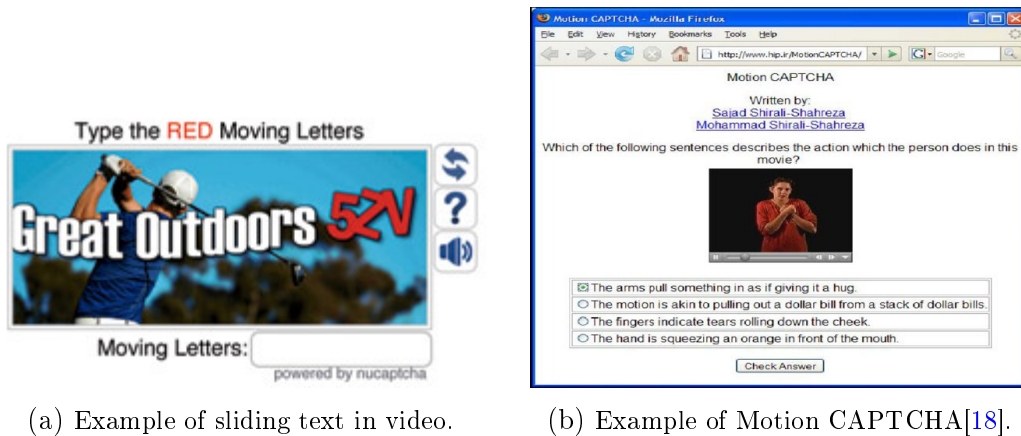 Type the RED Moving Letters
Great Outdoors 52V
?
Moving Letters:
powered by nucaptcha
(a) Example of sliding text in video.
Motion CAPTCHA - Mozilla Firefox
File Edit View History Bookmarks Tools Help
http://www.hip.ir/MotionCAPTCHA/ G Google
Motion CAPTCHA
Written by:
Sajad Shirali-Shahreza
Mohammad Shirali-Shahreza
Which of the following sentences describes the action which the person does in this
movie?
The arms pull something in as if giving it a hug.
The motion is akin to pulling out a dollar bill from a stack of dollar bills.
The fingers indicate tears rolling down the cheek.
The hand is squeezing an orange in front of the mouth.
Check Answer
(b) Example of Motion CAPTCHA[18].